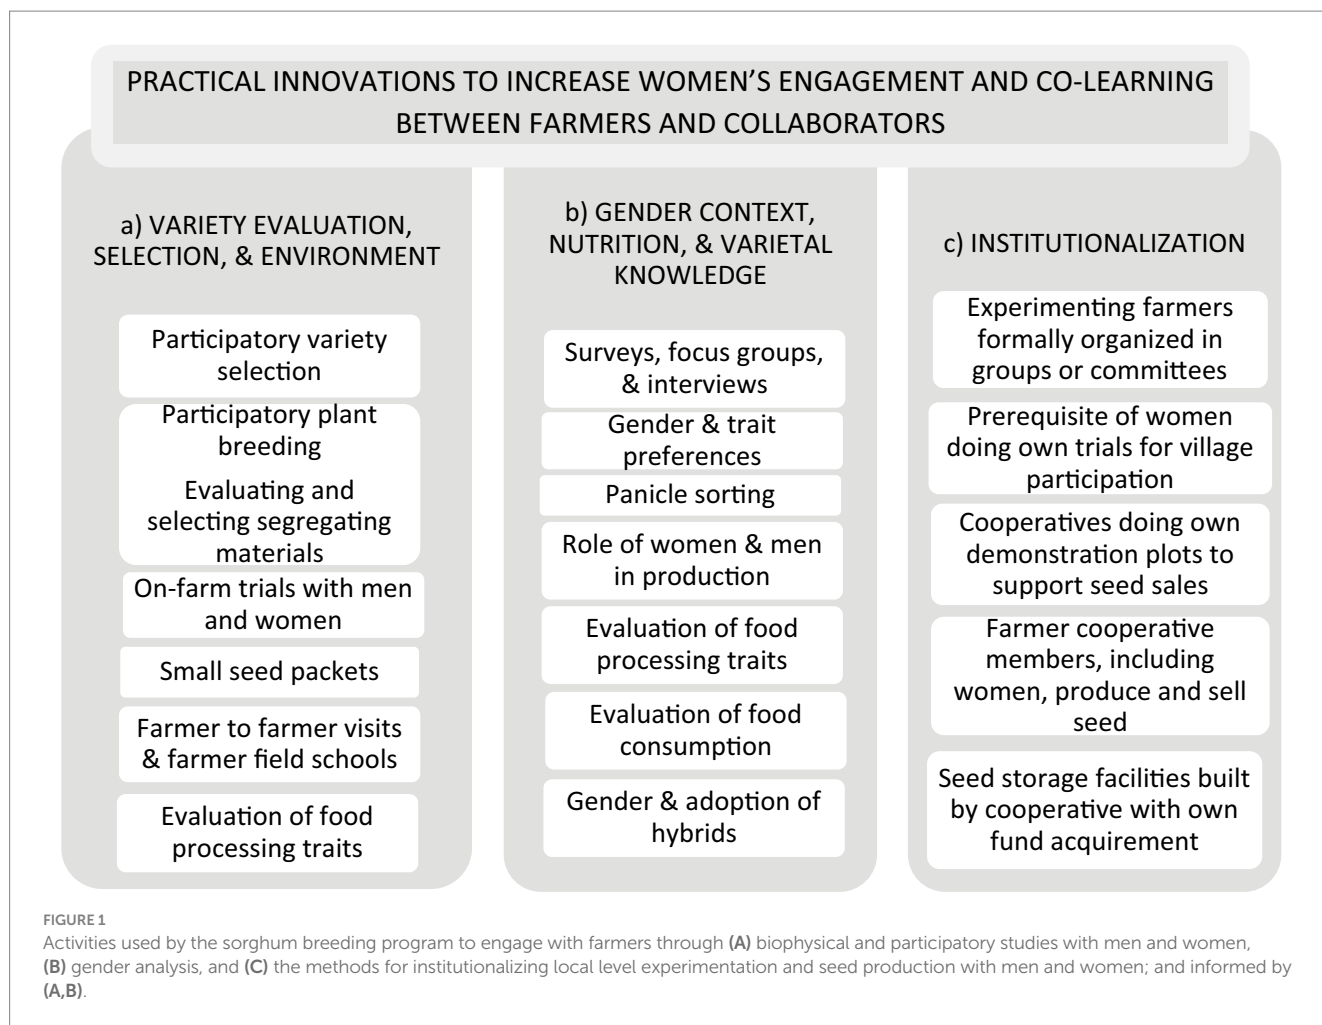 PRACTICAL INNOVATIONS TO INCREASE WOMEN’S ENGAGEMENT AND CO-LEARNING
BETWEEN FARMERS AND COLLABORATORS
a) VARIETY EVALUATION,
SELECTION, & ENVIRONMENT
Participatory variety
selection
Participatory plant
breeding
Evaluating and
selecting segregating
materials
On-farm trials with men
and women
Small seed packets
Farmer to farmer visits
& farmer field schools
Evaluation of food
processing traits
b) GENDER CONTEXT,
NUTRITION, & VARIETAL
KNOWLEDGE
Surveys, focus groups,
& interviews
Gender & trait
preferences
Panicle sorting
Role of women & men
in production
Evaluation of food
processing traits
Evaluation of food
consumption
Gender & adoption of
hybrids
c) INSTITUTIONALIZATION
Experimenting farmers
formally organized in
groups or committees
Prerequisite of women
doing own trials for village
participation
Cooperatives doing own
demonstration plots to
support seed sales
Farmer cooperative
members, including
women, produce and sell
seed
Seed storage facilities built
by cooperative with own
fund acquirement
FIGURE 1
Activities used by the sorghum breeding program to engage with farmers through (A) biophysical and participatory studies with men and women,
(B) gender analysis, and (C) the methods for institutionalizing local level experimentation and seed production with men and women; and informed by
(A,B).